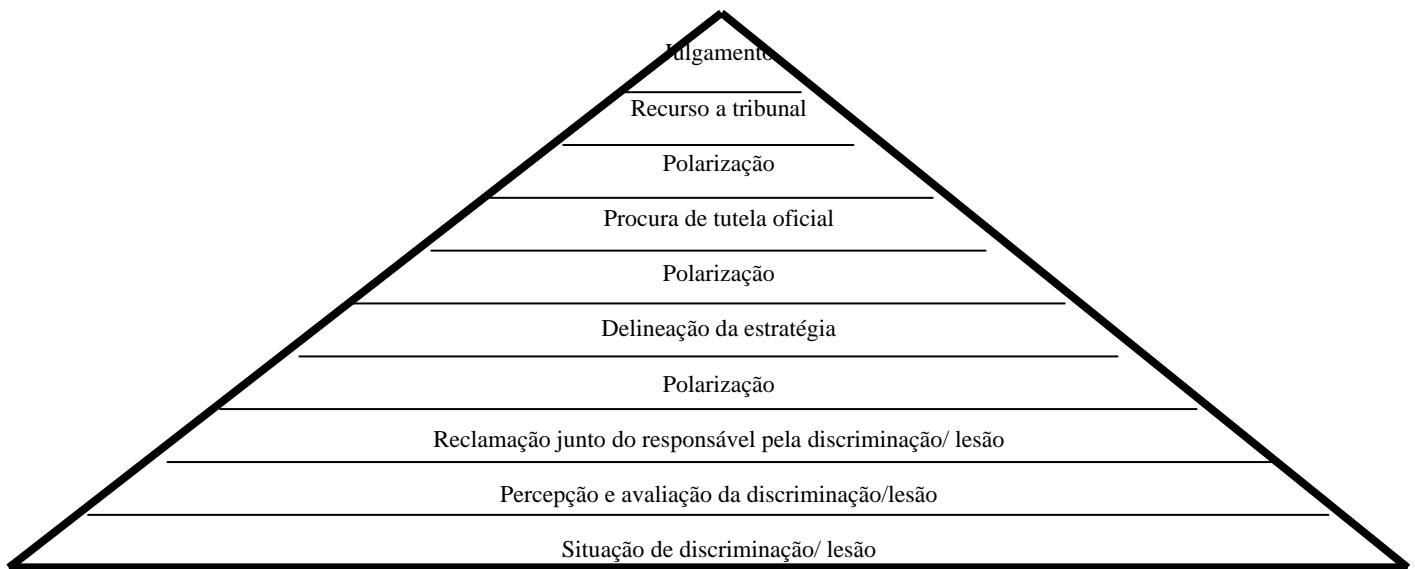 Julgamento
Recurso a tribunal
Polarização
Procura de tutela oficial
Polarização
Delineação da estratégia
Polarização
Reclamação junto do responsável pela discriminação/ lesão
Percepção e avaliação da discriminação/lesão
Situação de discriminação/ lesão